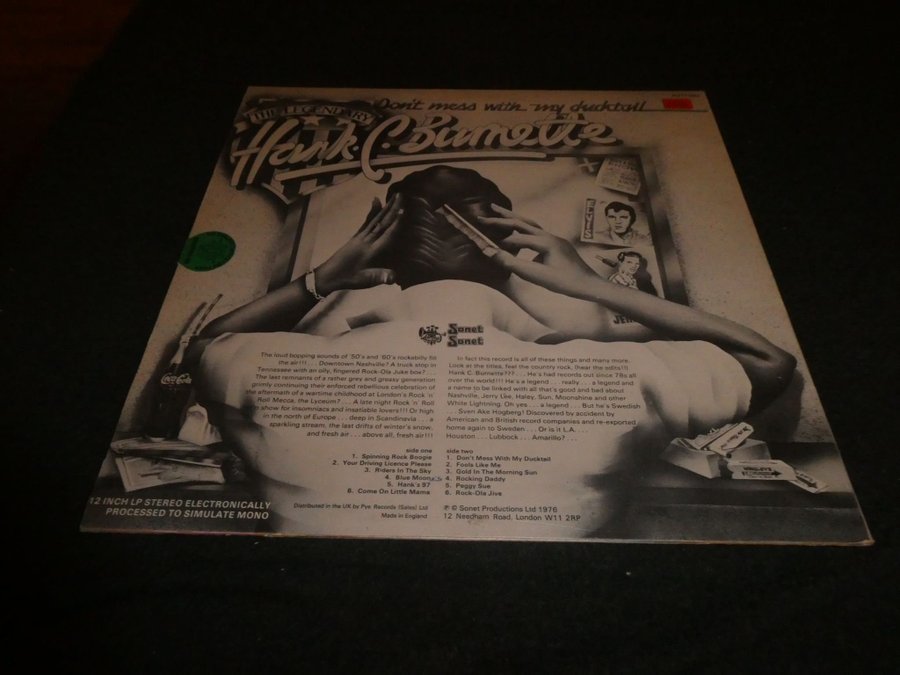 Don't mess with my ducktail
THE LEGENDARY
Hank C. Burnette
ELVIS
Sonet
Sonet
Coca-Cola
The loud bopping sounds of '50's and '60's rockabilly fill
the air!!! . . . Downtown Nashville? A truck stop in
Tennessee with an oily, fingered Rock-Ola Juke box? . . .
The last remnants of a rather grey and greasy generation
grimly continuing their enforced rebellious celebration of
the aftermath of a wartime childhood at London's Rock 'n'
Roll Mecca, the Lyceum? . . . A late night Rock 'n' Roll
show for insomniacs and insatiable lovers!!! Or high
in the north of Europe . . . deep in Scandinavia . . . a
sparkling stream, the last drifts of winter's snow,
and fresh air . . . above all, fresh air!!!
In fact this record is all of these things and many more.
Look at the titles, feel the country rock, (hear the edits!!)
Hank C. Burnette??? . . . He's had records out since 78s all
over the world!!! He's a legend . . . really . . . a legend and
a name to be linked with all that's good and bad about
Nashville, Jerry Lee, Haley, Sun, Moonshine and other
White Lightning. Oh yes . . . a legend . . . But he's Swedish
. . . Sven Ake Hogberg! Discovered by accident by
American and British record companies and re-exported
home again to Sweden . . . Or is it L.A. . . .
Houston . . . Lubbock . . . Amarillo? . . .
side one
1. Spinning Rock Boogie
2. Your Driving Licence Please
3. Riders In The Sky
4. Blue Moon
5. Hank's 97
6. Come On Little Mama
side two
1. Don't Mess With My Ducktail
2. Fools Like Me
3. Gold In The Morning Sun
4. Rocking Daddy
5. Peggy Sue
6. Rock-Ola Jive
12 INCH LP STEREO ELECTRONICALLY
PROCESSED TO SIMULATE MONO
Distributed in the UK by Pye Records (Sales) Ltd
Made in England
℗ © Sonet Productions Ltd 1976
12 Needham Road, London W11 2RP